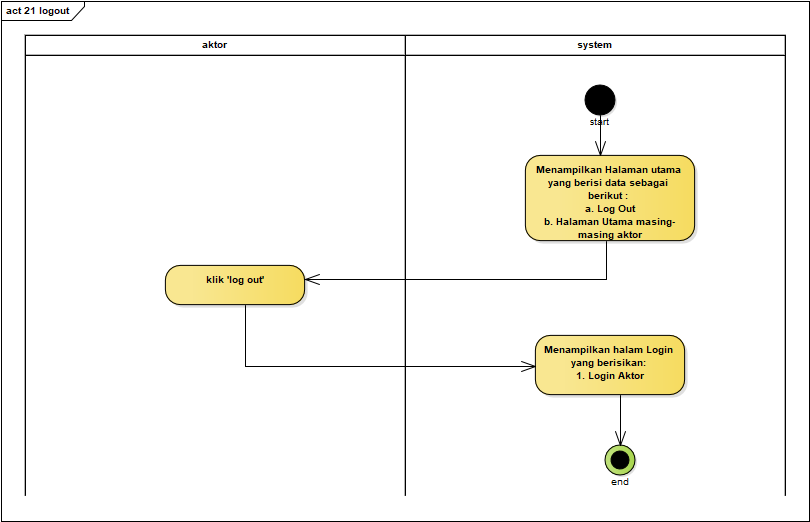 act 21 logout
aktor
system
start
Menampilkan Halaman utama
yang berisi data sebagai
berikut :
a. Log Out
b. Halaman Utama masing-
masing aktor
klik 'log out'
Menampilkan halam Login
yang berisikan:
1. Login Aktor
end